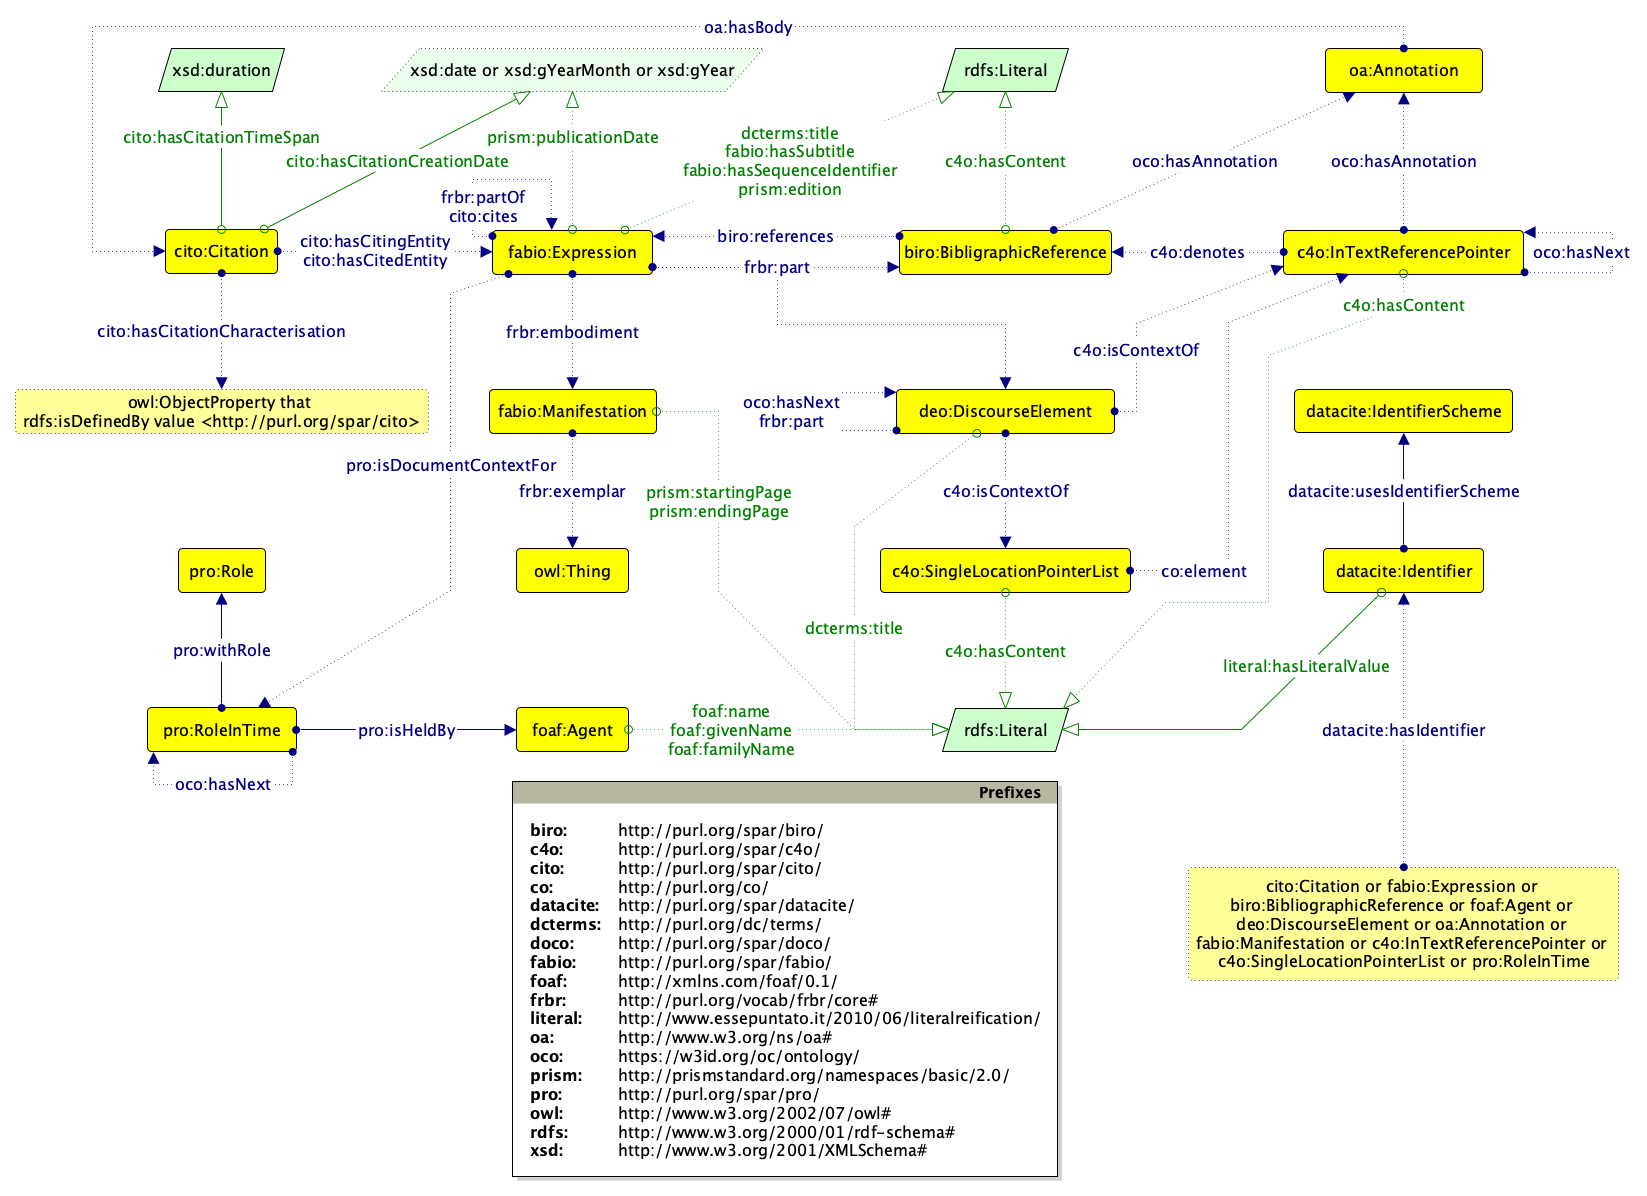 oa:hasBody
xsd:duration
xsd:date or xsd:gYearMonth or xsd:gYear
rdfs:Literal
oa:Annotation
cito:hasCitationTimeSpan
cito:hasCitationCreationDate
prism:publicationDate
dcterms:title
fabio:hasSubtitle
fabio:hasSequenceIdentifier
prism:edition
c4o:hasContent
oco:hasAnnotation
oco:hasAnnotation
frbr:partOf
cito:cites
cito:Citation
cito:hasCitingEntity
cito:hasCitedEntity
fabio:Expression
biro:references
frbr:part
biro:BibligraphicReference
c4o:denotes
c4o:InTextReferencePointer
oco:hasNext
cito:hasCitationCharacterisation
frbr:embodiment
c4o:isContextOf
c4o:hasContent
owl:ObjectProperty that
rdfs:isDefinedBy value <http://purl.org/spar/cito>
fabio:Manifestation
oco:hasNext
frbr:part
deo:DiscourseElement
datacite:IdentifierScheme
pro:isDocumentContextFor
frbr:exemplar
prism:startingPage
prism:endingPage
c4o:isContextOf
datacite:usesIdentifierScheme
pro:Role
owl:Thing
c4o:SingleLocationPointerList
co:element
datacite:Identifier
pro:withRole
dcterms:title
c4o:hasContent
literal:hasLiteralValue
pro:RoleInTime
pro:isHeldBy
foaf:Agent
foaf:name
foaf:givenName
foaf:familyName
rdfs:Literal
datacite:hasIdentifier
oco:hasNext
Prefixes
biro: http://purl.org/spar/biro/
c4o: http://purl.org/spar/c4o/
cito: http://purl.org/spar/cito/
co: http://purl.org/co/
datacite: http://purl.org/spar/datacite/
dcterms: http://purl.org/dc/terms/
doco: http://purl.org/spar/doco/
fabio: http://purl.org/spar/fabio/
foaf: http://xmlns.com/foaf/0.1/
frbr: http://purl.org/vocab/frbr/core#
literal: http://www.essepuntato.it/2010/06/literalreification/
oa: http://www.w3.org/ns/oa#
oco: https://w3id.org/oc/ontology/
prism: http://prismstandard.org/namespaces/basic/2.0/
pro: http://purl.org/spar/pro/
owl: http://www.w3.org/2002/07/owl#
rdfs: http://www.w3.org/2000/01/rdf-schema#
xsd: http://www.w3.org/2001/XMLSchema#
cito:Citation or fabio:Expression or
biro:BibliographicReference or foaf:Agent or
deo:DiscourseElement or oa:Annotation or
fabio:Manifestation or c4o:InTextReferencePointer or
c4o:SingleLocationPointerList or pro:RoleInTime